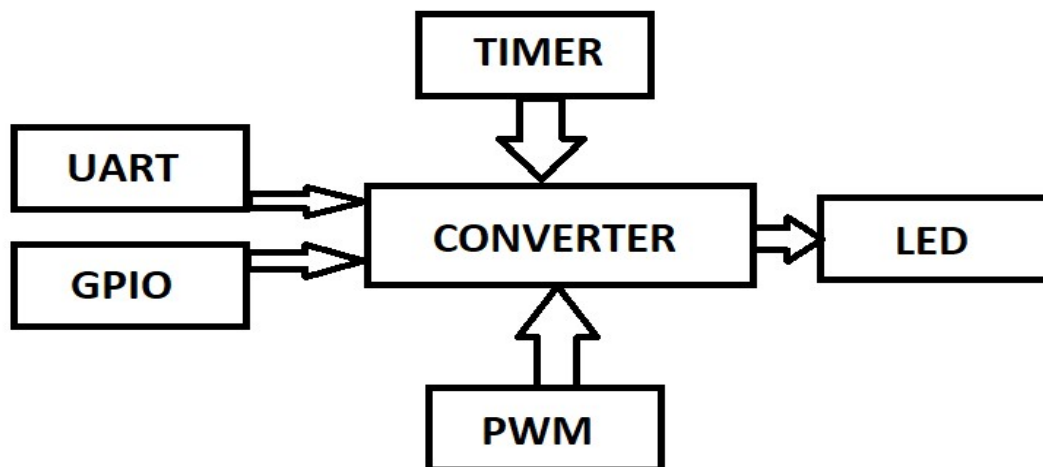 TIMER
UART
CONVERTER
LED
GPIO
PWM